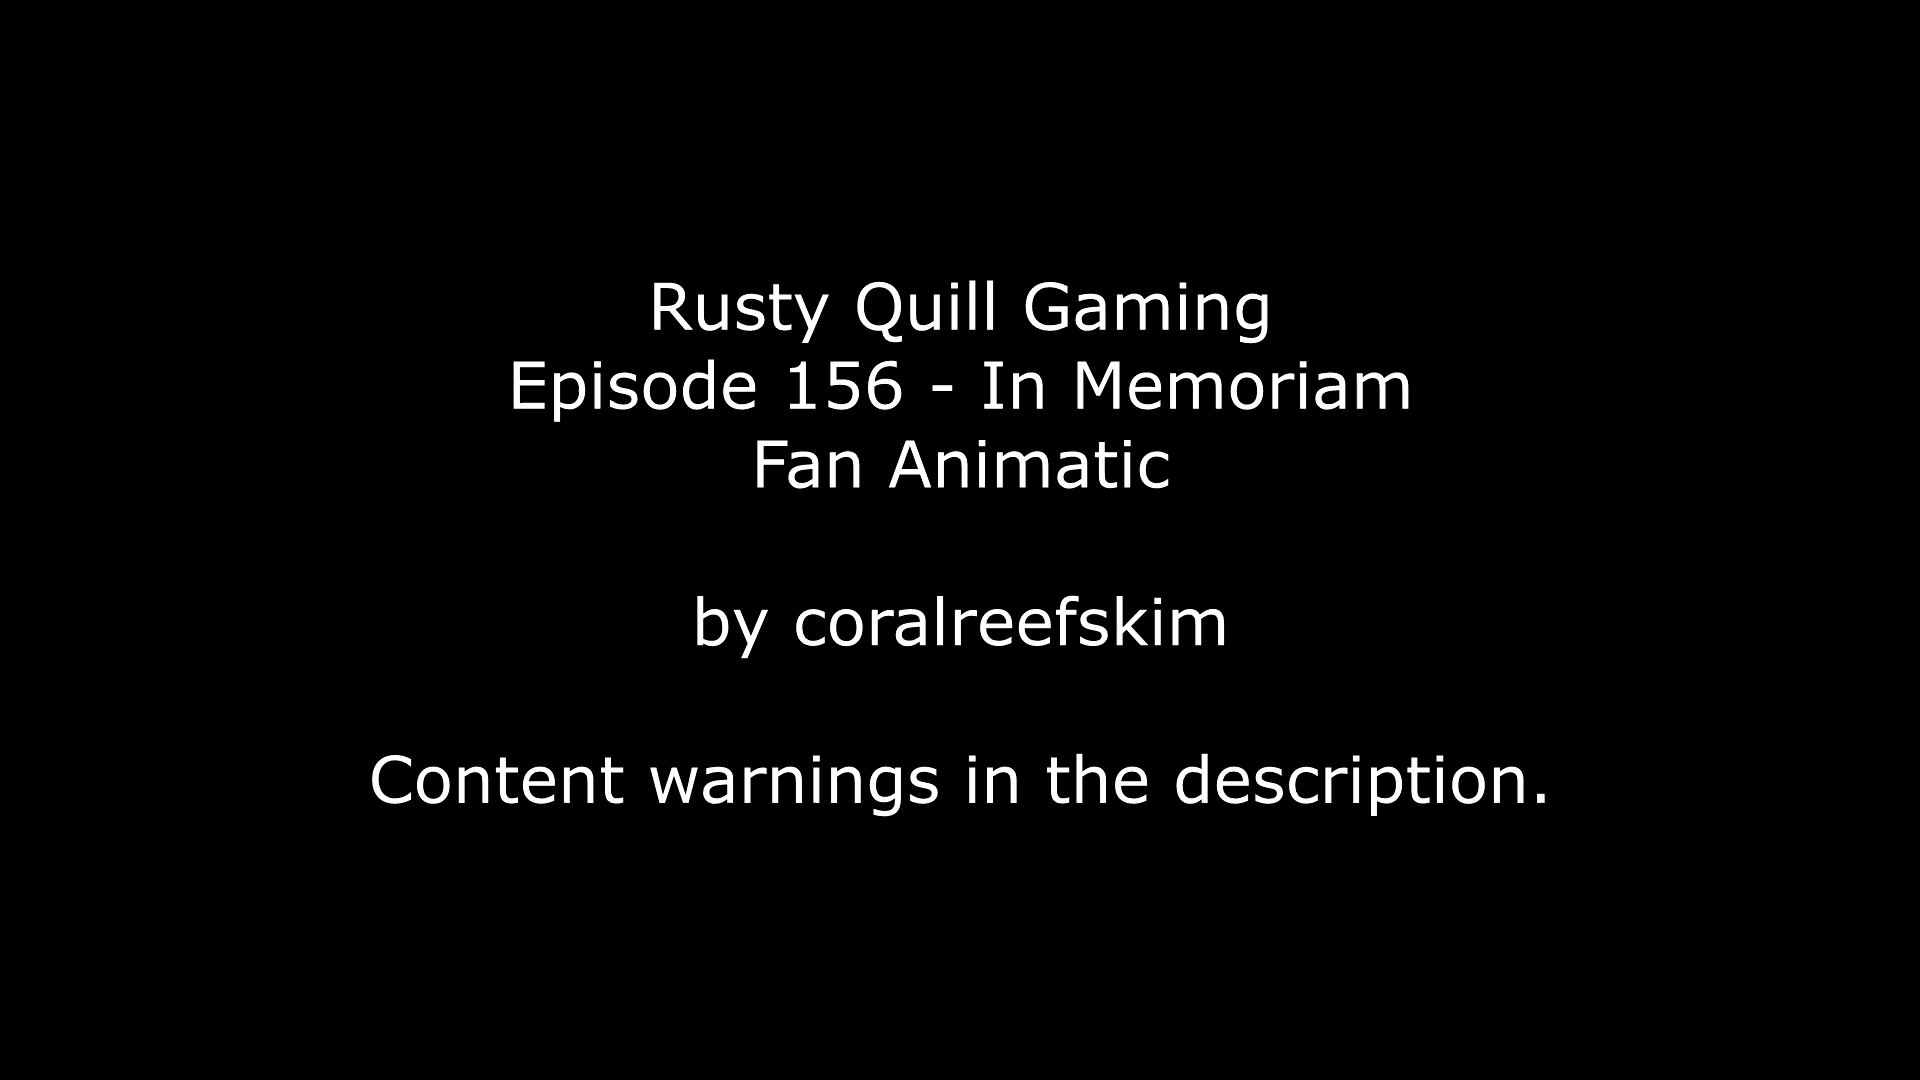 Rusty Quill Gaming
Episode 156 - In Memoriam
Fan Animatic
by coralreefskim
Content warnings in the description.